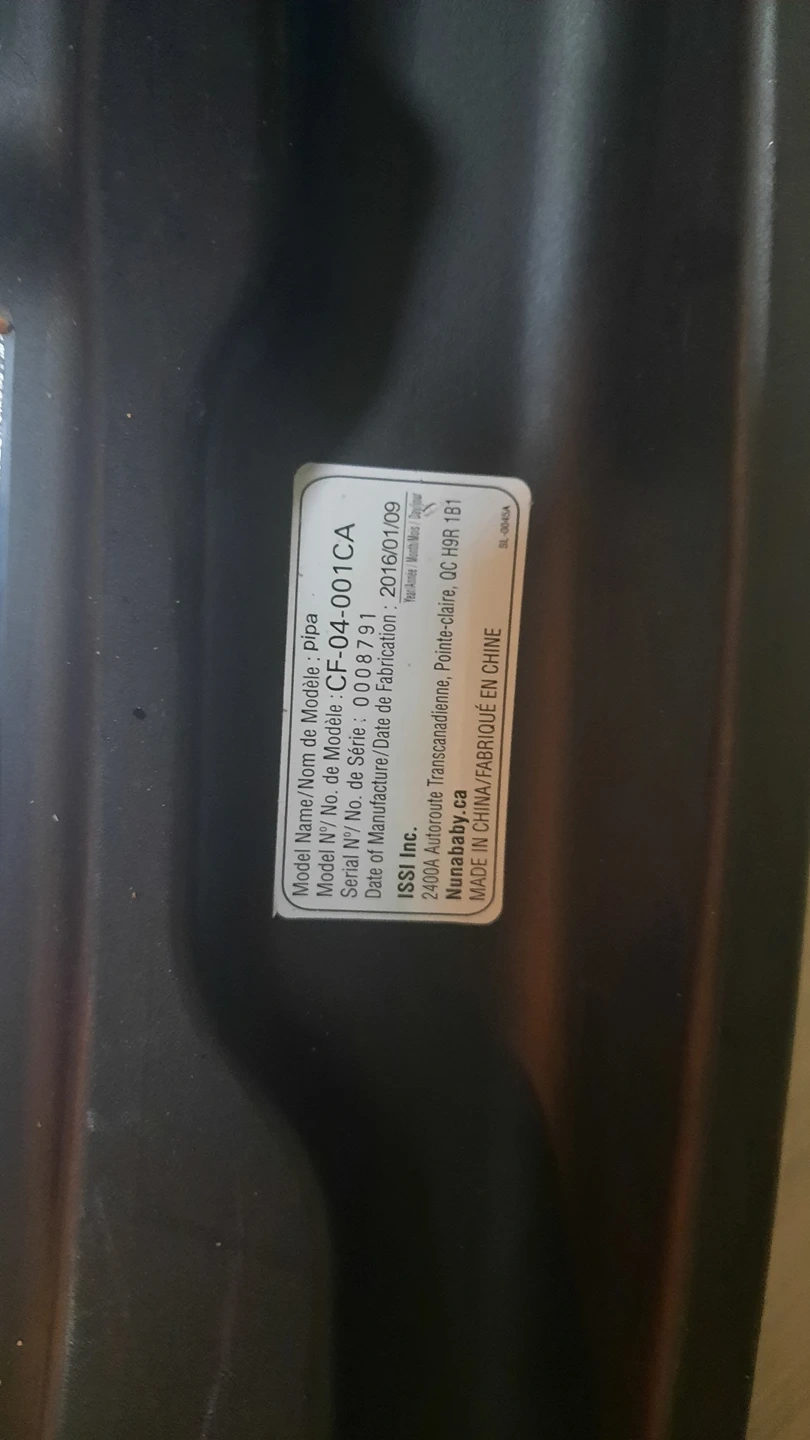 Model Name/Nom de Modèle : pipa
Model Nº/ No. de Modèle : CF-04-001CA
Serial Nº/ No. de Série : 0008791
Date of Manufacture/Date de Fabrication : 2016/01/09
Year/Année / Month/Mois / Day/jour
ISSI Inc.
2400A Autoroute Transcanadienne, Pointe-claire, QC H9R 1B1
Nunababy.ca
MADE IN CHINA/FABRIQUÉ EN CHINE
SL-0045A